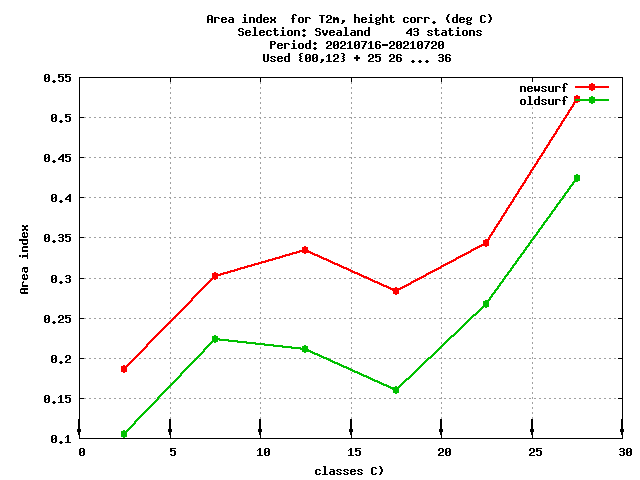 Area index  for T2m, height corr. (deg C)
Selection: Svealand     43 stations
Period: 20210716-20210720
Used {00,12} + 25 26 ... 36
0.55
newsurf
oldsurf
0.5
0.45
0.4
0.35
0.3
0.25
0.2
0.15
0.1
Area index
0 5 10 15 20 25 30
classes C)